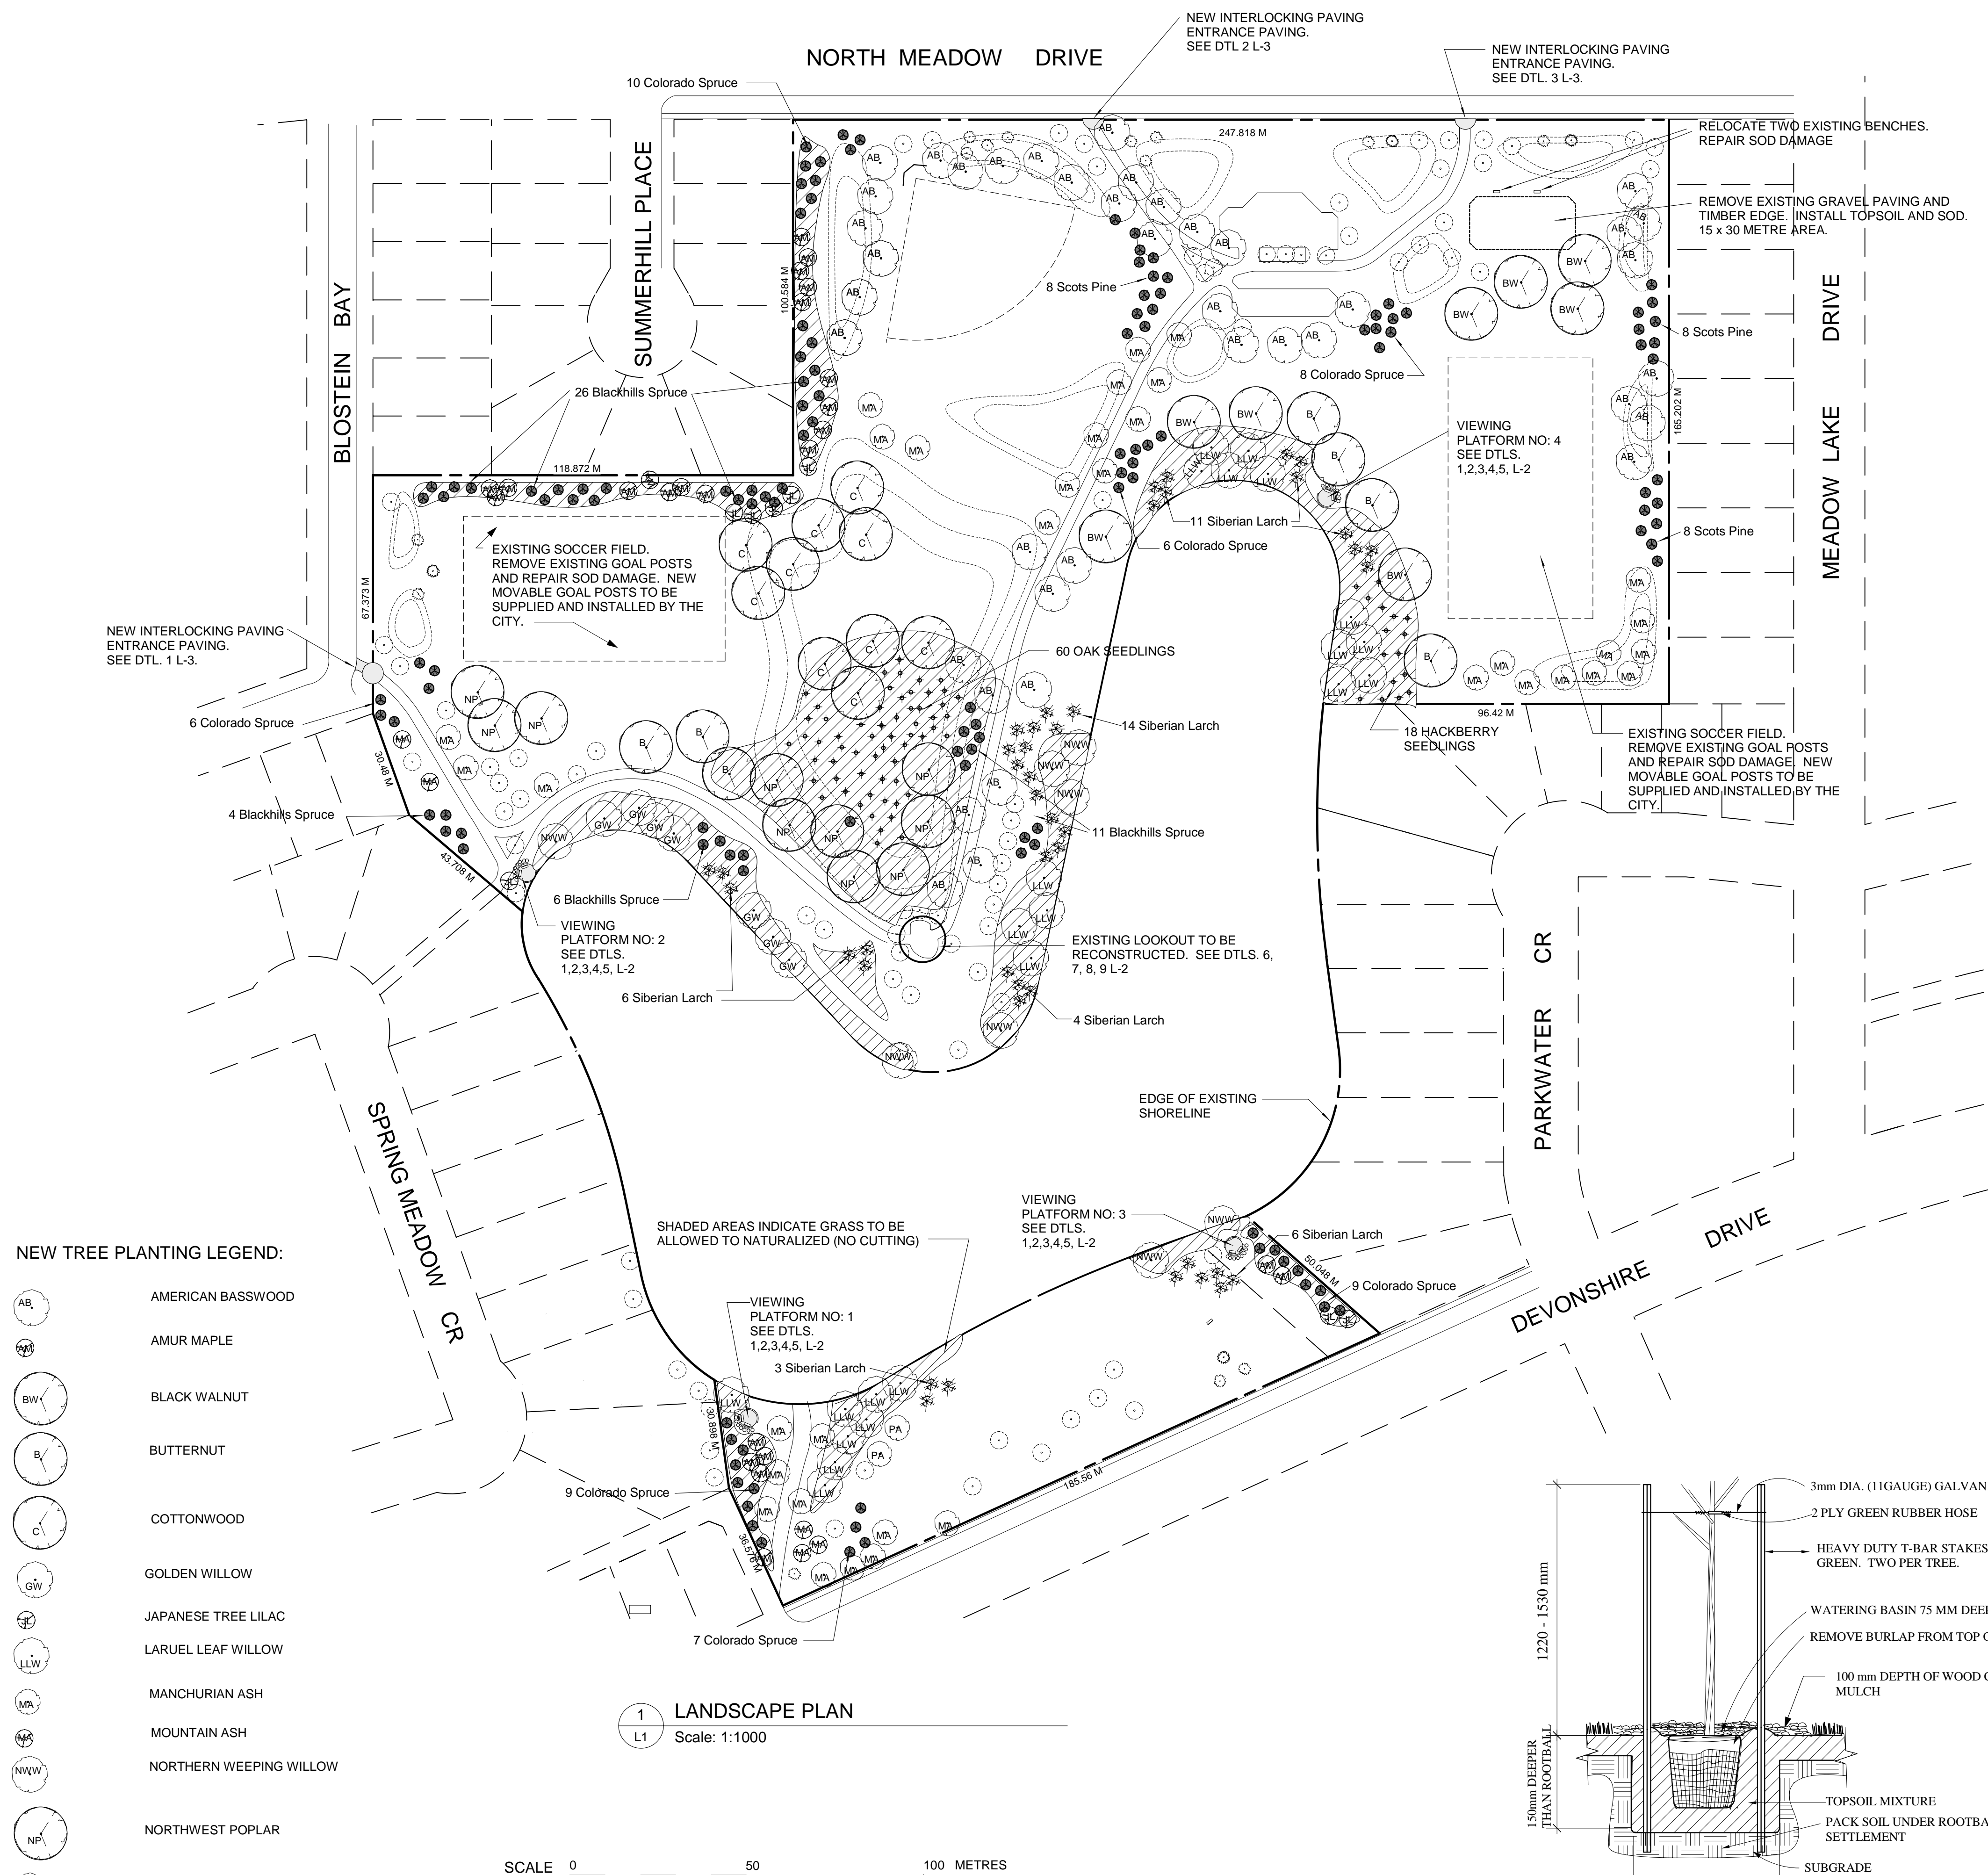 NORTH MEADOW DRIVE
NEW INTERLOCKING PAVING
ENTRANCE PAVING.
SEE DTL 2 L-3
NEW INTERLOCKING PAVING
ENTRANCE PAVING.
SEE DTL. 3 L-3.
10 Colorado Spruce
247.818 M
RELOCATE TWO EXISTING BENCHES.
REPAIR SOD DAMAGE
REMOVE EXISTING GRAVEL PAVING AND
TIMBER EDGE. INSTALL TOPSOIL AND SOD.
15 x 30 METRE AREA.
BLOSTEIN BAY
SUMMERHILL PLACE
100.584 M
8 Scots Pine
8 Scots Pine
8 Colorado Spruce
MEADOW LAKE DRIVE
165.202 M
26 Blackhills Spruce
118.872 M
VIEWING
PLATFORM NO: 4
SEE DTLS.
1,2,3,4,5, L-2
11 Siberian Larch
6 Colorado Spruce
8 Scots Pine
EXISTING SOCCER FIELD.
REMOVE EXISTING GOAL POSTS
AND REPAIR SOD DAMAGE. NEW
MOVABLE GOAL POSTS TO BE
SUPPLIED AND INSTALLED BY THE
CITY.
67.373 M
NEW INTERLOCKING PAVING
ENTRANCE PAVING.
SEE DTL. 1 L-3.
60 OAK SEEDLINGS
6 Colorado Spruce
30.48 M
14 Siberian Larch
96.42 M
18 HACKBERRY
SEEDLINGS
EXISTING SOCCER FIELD.
REMOVE EXISTING GOAL POSTS
AND REPAIR SOD DAMAGE. NEW
MOVABLE GOAL POSTS TO BE
SUPPLIED AND INSTALLED BY THE
CITY.
4 Blackhills Spruce
43.708 M
11 Blackhills Spruce
6 Blackhills Spruce
VIEWING
PLATFORM NO: 2
SEE DTLS.
1,2,3,4,5, L-2
EXISTING LOOKOUT TO BE
RECONSTRUCTED. SEE DTLS. 6,
7, 8, 9 L-2
6 Siberian Larch
4 Siberian Larch
PARKWATER CR
EDGE OF EXISTING
SHORELINE
SPRING MEADOW CR
SHADED AREAS INDICATE GRASS TO BE
ALLOWED TO NATURALIZED (NO CUTTING)
VIEWING
PLATFORM NO: 3
SEE DTLS.
1,2,3,4,5, L-2
6 Siberian Larch
50.048 M
9 Colorado Spruce
DEVONSHIRE DRIVE
VIEWING
PLATFORM NO: 1
SEE DTLS.
1,2,3,4,5, L-2
3 Siberian Larch
30.898 M
9 Colorado Spruce
185.56 M
36.576 M
7 Colorado Spruce
NEW TREE PLANTING LEGEND:
AB AMERICAN BASSWOOD
AM AMUR MAPLE
BW BLACK WALNUT
B BUTTERNUT
C COTTONWOOD
GW GOLDEN WILLOW
JL JAPANESE TREE LILAC
LLW LARUEL LEAF WILLOW
MA MANCHURIAN ASH
MA MOUNTAIN ASH
NWW NORTHERN WEEPING WILLOW
NP NORTHWEST POPLAR
1 LANDSCAPE PLAN
L1 Scale: 1:1000
SCALE 0 50 100 METRES
3mm DIA. (11GAUGE) GALVAN
2 PLY GREEN RUBBER HOSE
HEAVY DUTY T-BAR STAKES
GREEN. TWO PER TREE.
WATERING BASIN 75 MM DEE
REMOVE BURLAP FROM TOP
100 mm DEPTH OF WOOD
MULCH
1220 - 1530 mm
150mm DEEPER
THAN ROOTBALL
TOPSOIL MIXTURE
PACK SOIL UNDER ROOTBA
SETTLEMENT
SUBGRADE